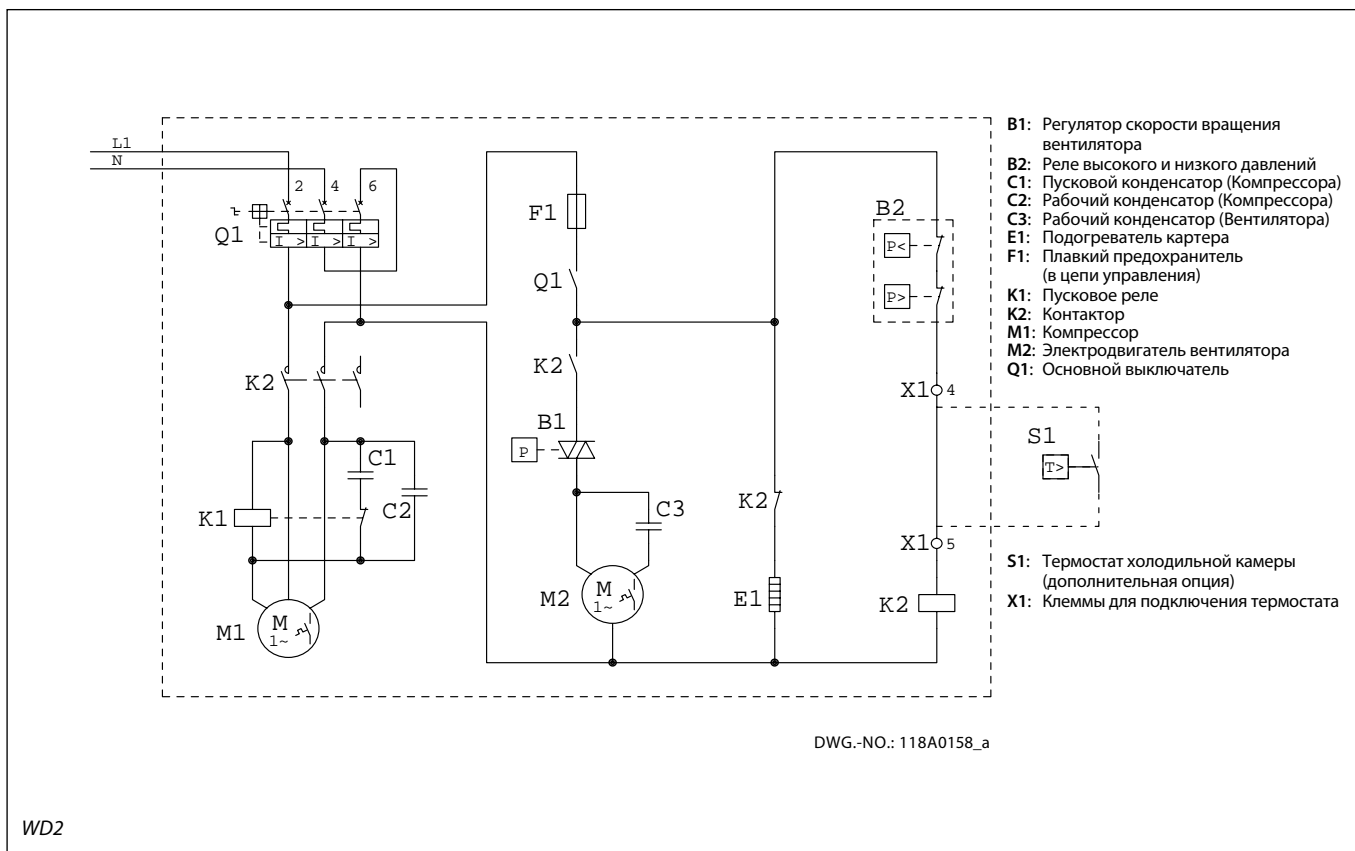 L1
N
2 4 6
Q1
I > I > I >
K2
K1
C1
C2
M1
M
1~
F1
Q1
K2
B1
P
C3
M2
M
1~
K2
E1
B2
P<
P>
X1 4
S1
T>
X1 5
K2
B1: Регулятор скорости вращения
вентилятора
B2: Реле высокого и низкого давлений
C1: Пусковой конденсатор (Компрессора)
C2: Рабочий конденсатор (Компрессора)
C3: Рабочий конденсатор (Вентилятора)
E1: Подогреватель картера
F1: Плавкий предохранитель
(в цепи управления)
K1: Пусковое реле
K2: Контактор
M1: Компрессор
M2: Электродвигатель вентилятора
Q1: Основной выключатель
S1: Термостат холодильной камеры
(дополнительная опция)
X1: Клеммы для подключения термостата
DWG.-NO.: 118A0158_a
WD2